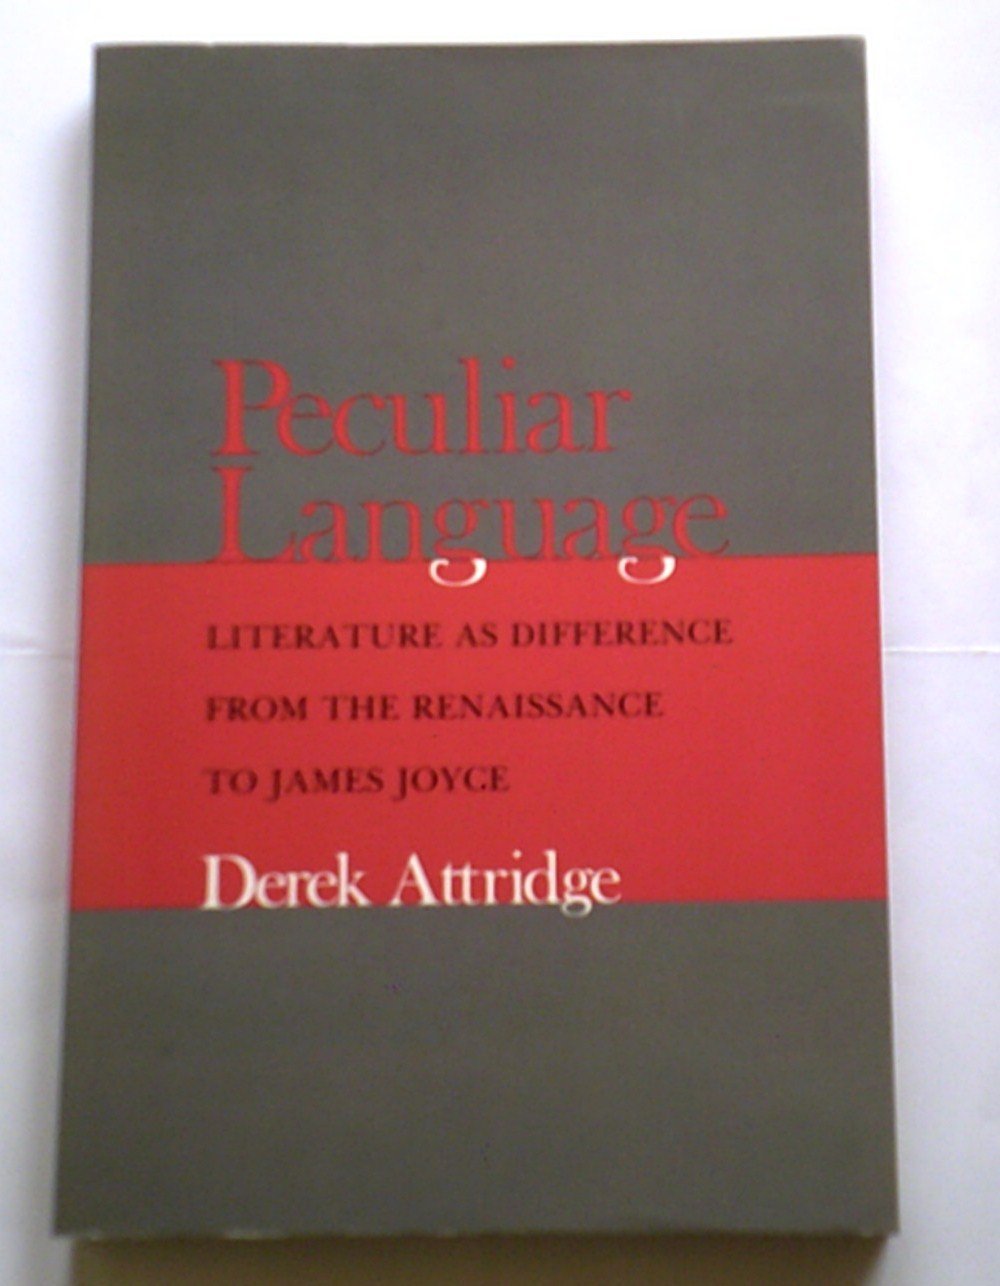 Peculiar
Language
LITERATURE AS DIFFERENCE
FROM THE RENAISSANCE
TO JAMES JOYCE
Derek Attridge